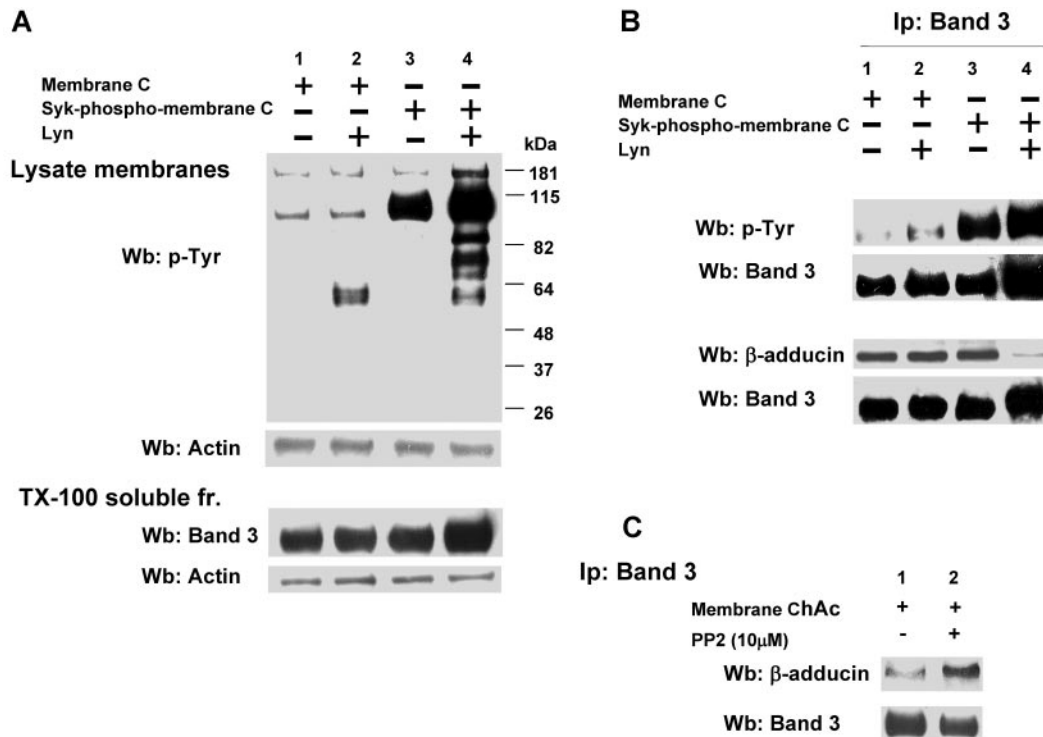 A
1 2 3 4
Membrane C + + − −
Syk-phospho-membrane C − − + +
Lyn − + − +
kDa
Lysate membranes
181
115
Wb: p-Tyr
82
64
48
37
26
Wb: Actin
TX-100 soluble fr.
Wb: Band 3
Wb: Actin
B
Ip: Band 3
1 2 3 4
Membrane C + + − −
Syk-phospho-membrane C − − + +
Lyn − + − +
Wb: p-Tyr
Wb: Band 3
Wb: β-adducin
Wb: Band 3
C
Ip: Band 3
1 2
Membrane ChAc + +
PP2 (10μM) - +
Wb: β-adducin
Wb: Band 3